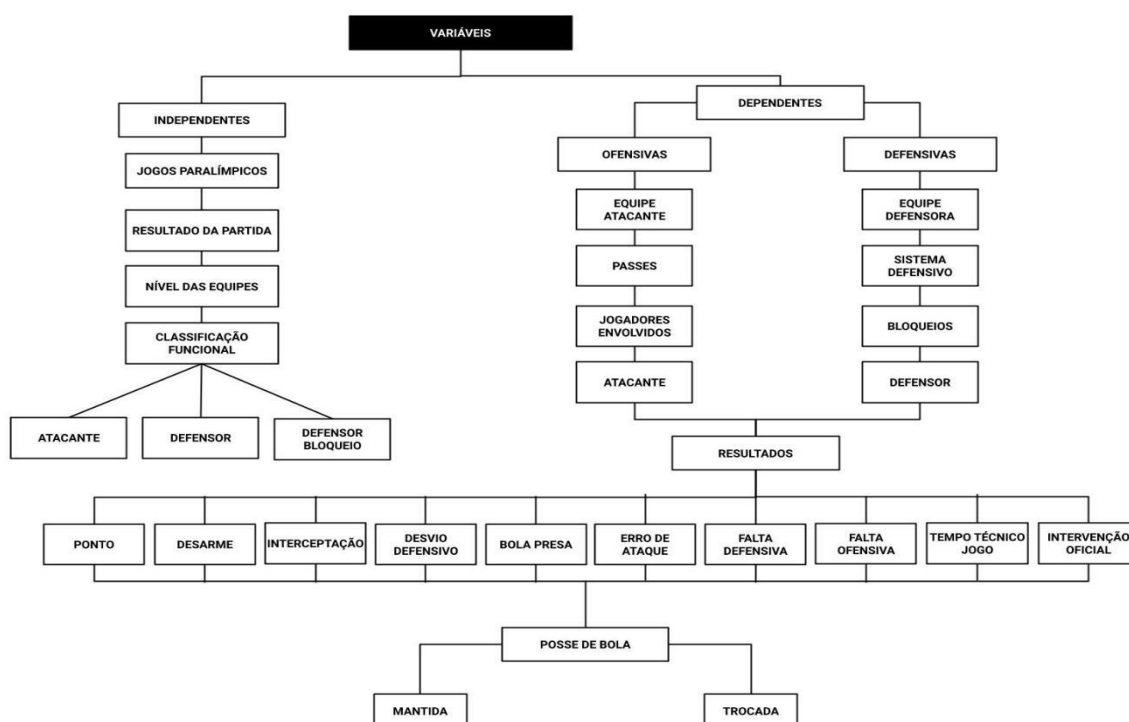 VARIÁVEIS
INDEPENDENTES
JOGOS PARALÍMPICOS
RESULTADO DA PARTIDA
NÍVEL DAS EQUIPES
CLASSIFICAÇÃO
FUNCIONAL
ATACANTE
DEFENSOR
DEFENSOR
BLOQUEIO
DEPENDENTES
OFENSIVAS
EQUIPE
ATACANTE
PASSES
JOGADORES
ENVOLVIDOS
ATACANTE
DEFENSIVAS
EQUIPE
DEFENSORA
SISTEMA
DEFENSIVO
BLOQUEIOS
DEFENSOR
RESULTADOS
PONTO
DESARME
INTERCEPTAÇÃO
DESVIO
DEFENSIVO
BOLA PRESA
ERRO DE
ATAQUE
FALTA
DEFENSIVA
FALTA
OFENSIVA
TEMPO TÉCNICO
JOGO
INTERVENÇÃO
OFICIAL
POSSE DE BOLA
MANTIDA
TROCADA